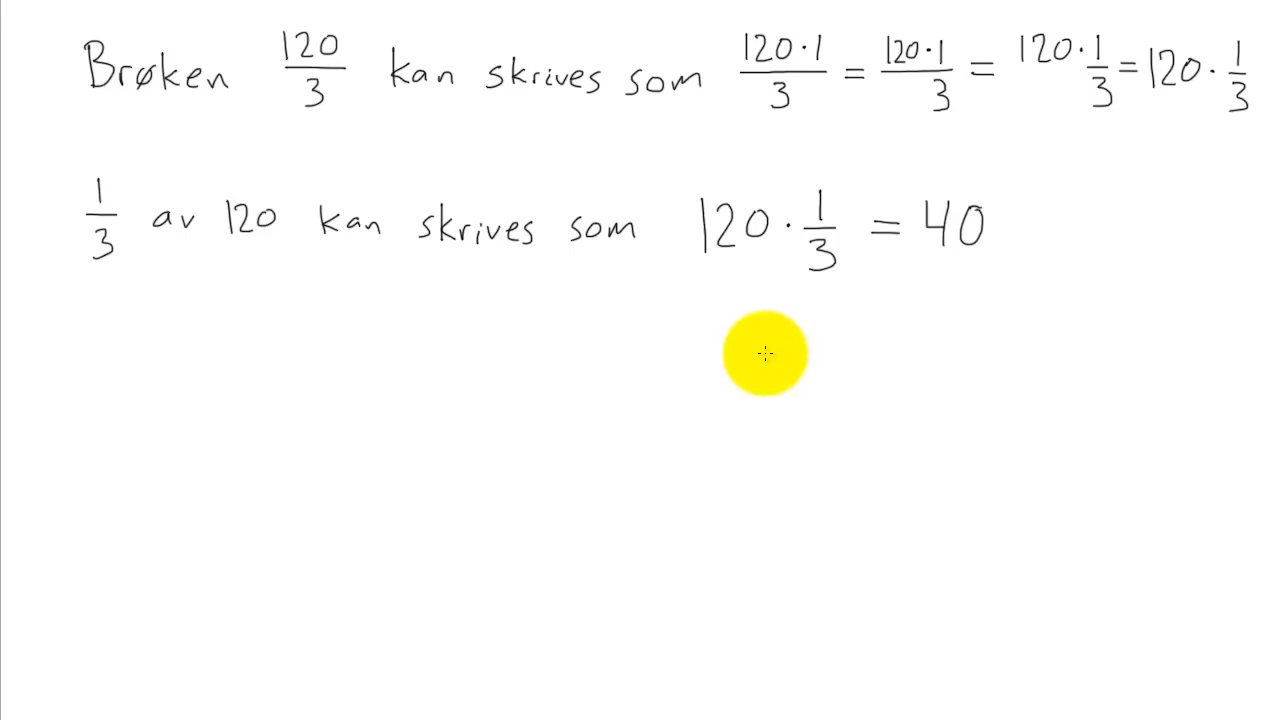 Brøken 120/3 kan skrives som 120·1/3 = 120·1/3 = 120·1/3 = 120·1/3
1/3 av 120 kan skrives som 120·1/3 = 40